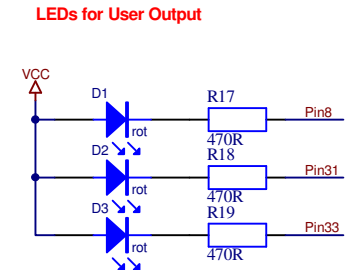 LEDs for User Output
VCC
D1
R17
Pin8
rot
470R
D2
R18
Pin31
rot
470R
D3
R19
Pin33
rot
470R